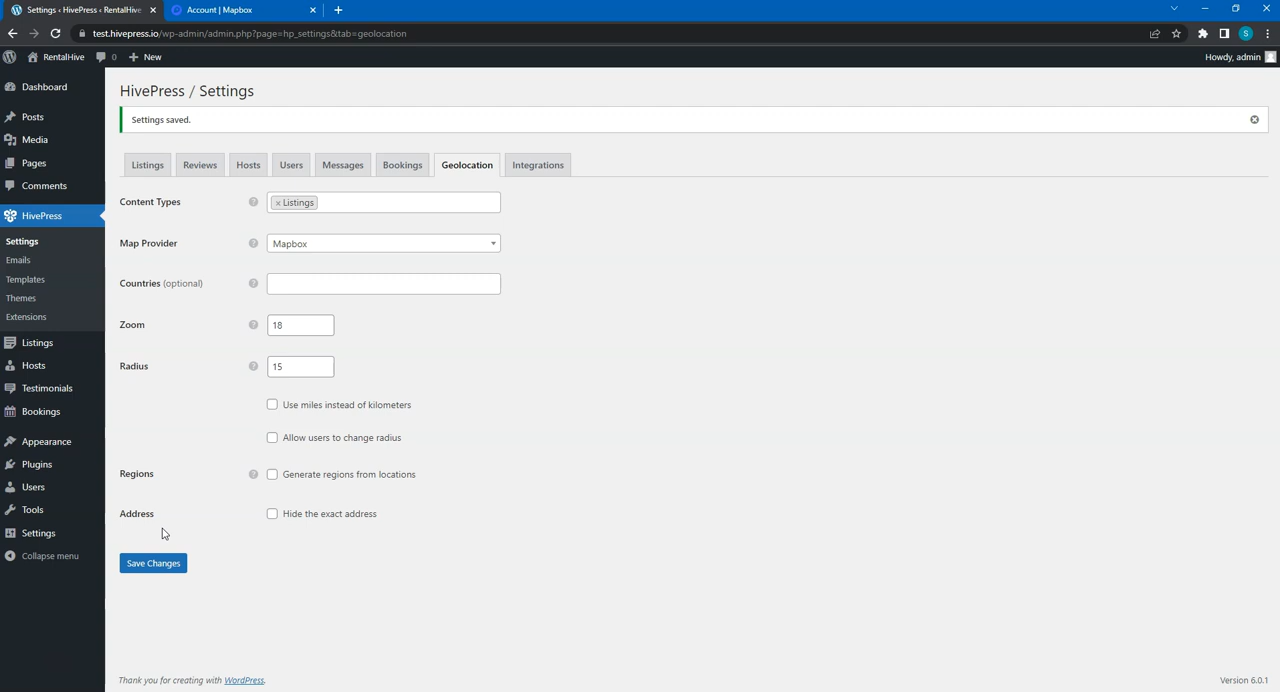 Settings ‹ HivePress ‹ RentalHive
Account | Mapbox
test.hivepress.io/wp-admin/admin.php?page=hp_settings&tab=geolocation
S
RentalHive
0
New
Howdy, admin
Dashboard
Posts
Media
Pages
Comments
HivePress
Settings
Emails
Templates
Themes
Extensions
Listings
Hosts
Testimonials
Bookings
Appearance
Plugins
Users
Tools
Settings
Collapse menu
HivePress / Settings
Settings saved.
Listings
Reviews
Hosts
Users
Messages
Bookings
Geolocation
Integrations
Content Types
? × Listings
Map Provider
? Mapbox
Countries (optional)
?
Zoom
? 18
Radius
? 15
Use miles instead of kilometers
Allow users to change radius
Regions
? Generate regions from locations
Address
Hide the exact address
Save Changes
Thank you for creating with WordPress.
Version 6.0.1